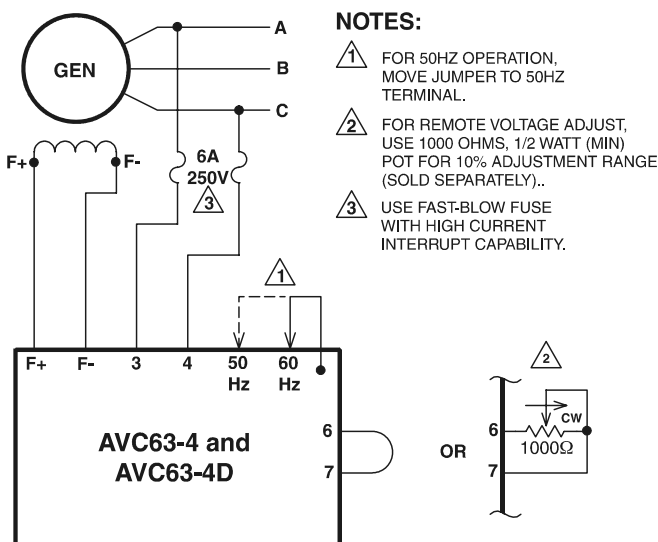 NOTES:
1 FOR 50HZ OPERATION,
MOVE JUMPER TO 50HZ
TERMINAL.
2 FOR REMOTE VOLTAGE ADJUST,
USE 1000 OHMS, 1/2 WATT (MIN)
POT FOR 10% ADJUSTMENT RANGE
(SOLD SEPARATELY)..
3 USE FAST-BLOW FUSE
WITH HIGH CURRENT
INTERRUPT CAPABILITY.
GEN
A
B
C
F+
F-
6A
250V
3
1
F+ F- 3 4 50 60
Hz Hz
AVC63-4 and
AVC63-4D
6
7
OR
2
CW
6
1000Ω
7